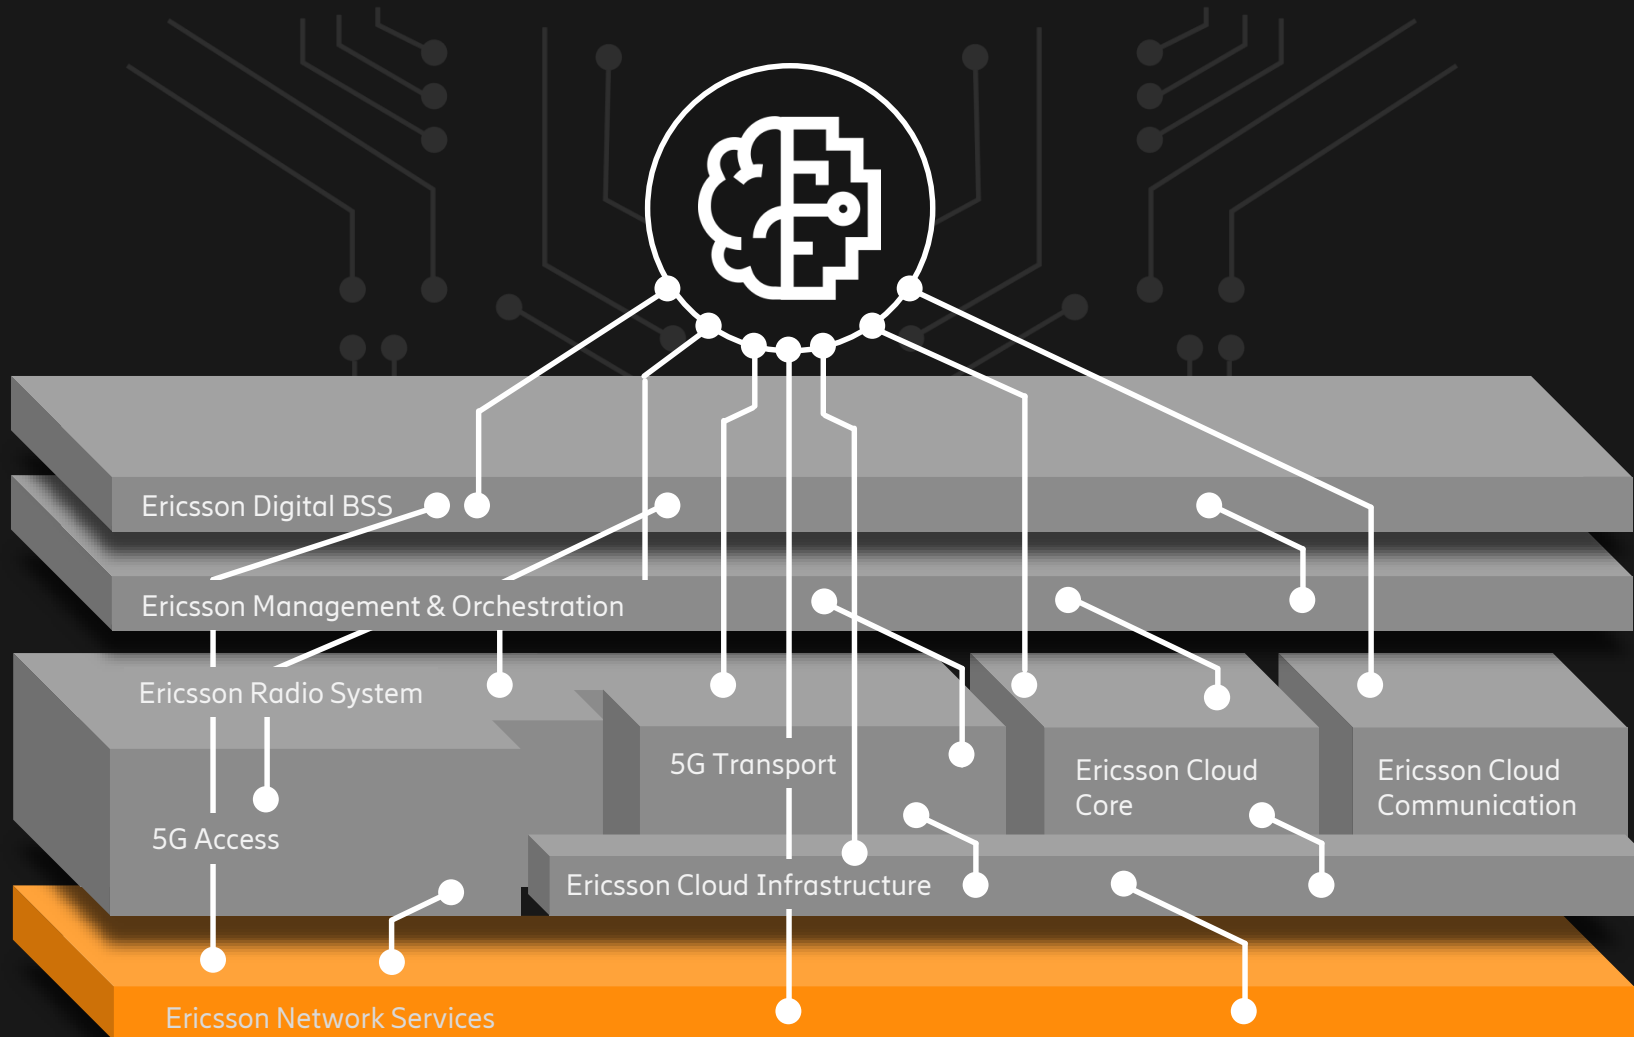 Ericsson Digital BSS
Ericsson Management & Orchestration
Ericsson Radio System
5G Transport
Ericsson Cloud
Core
Ericsson Cloud
Communication
5G Access
Ericsson Cloud Infrastructure
Ericsson Network Services